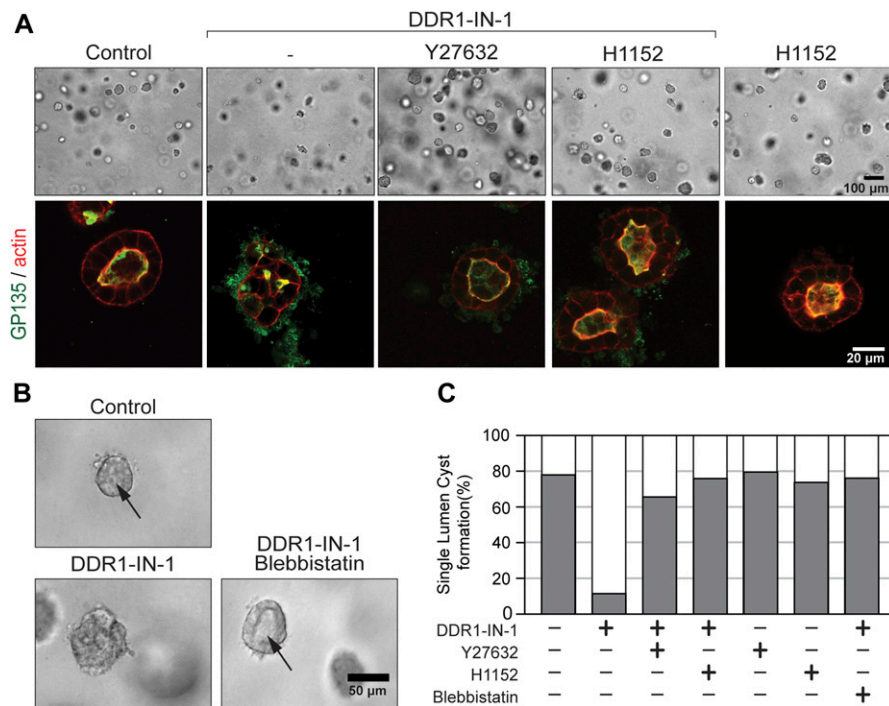 A
DDR1-IN-1
Control
-
Y27632
H1152
H1152
100 µm
GP135 / actin
20 µm
B
Control
DDR1-IN-1
DDR1-IN-1
Blebbistatin
50 µm
C
Single Lumen Cyst
formation(%)
100
80
60
40
20
0
DDR1-IN-1 – + + + – – +
Y27632 – – + – + – –
H1152 – – – + – + –
Blebbistatin – – – – – – +